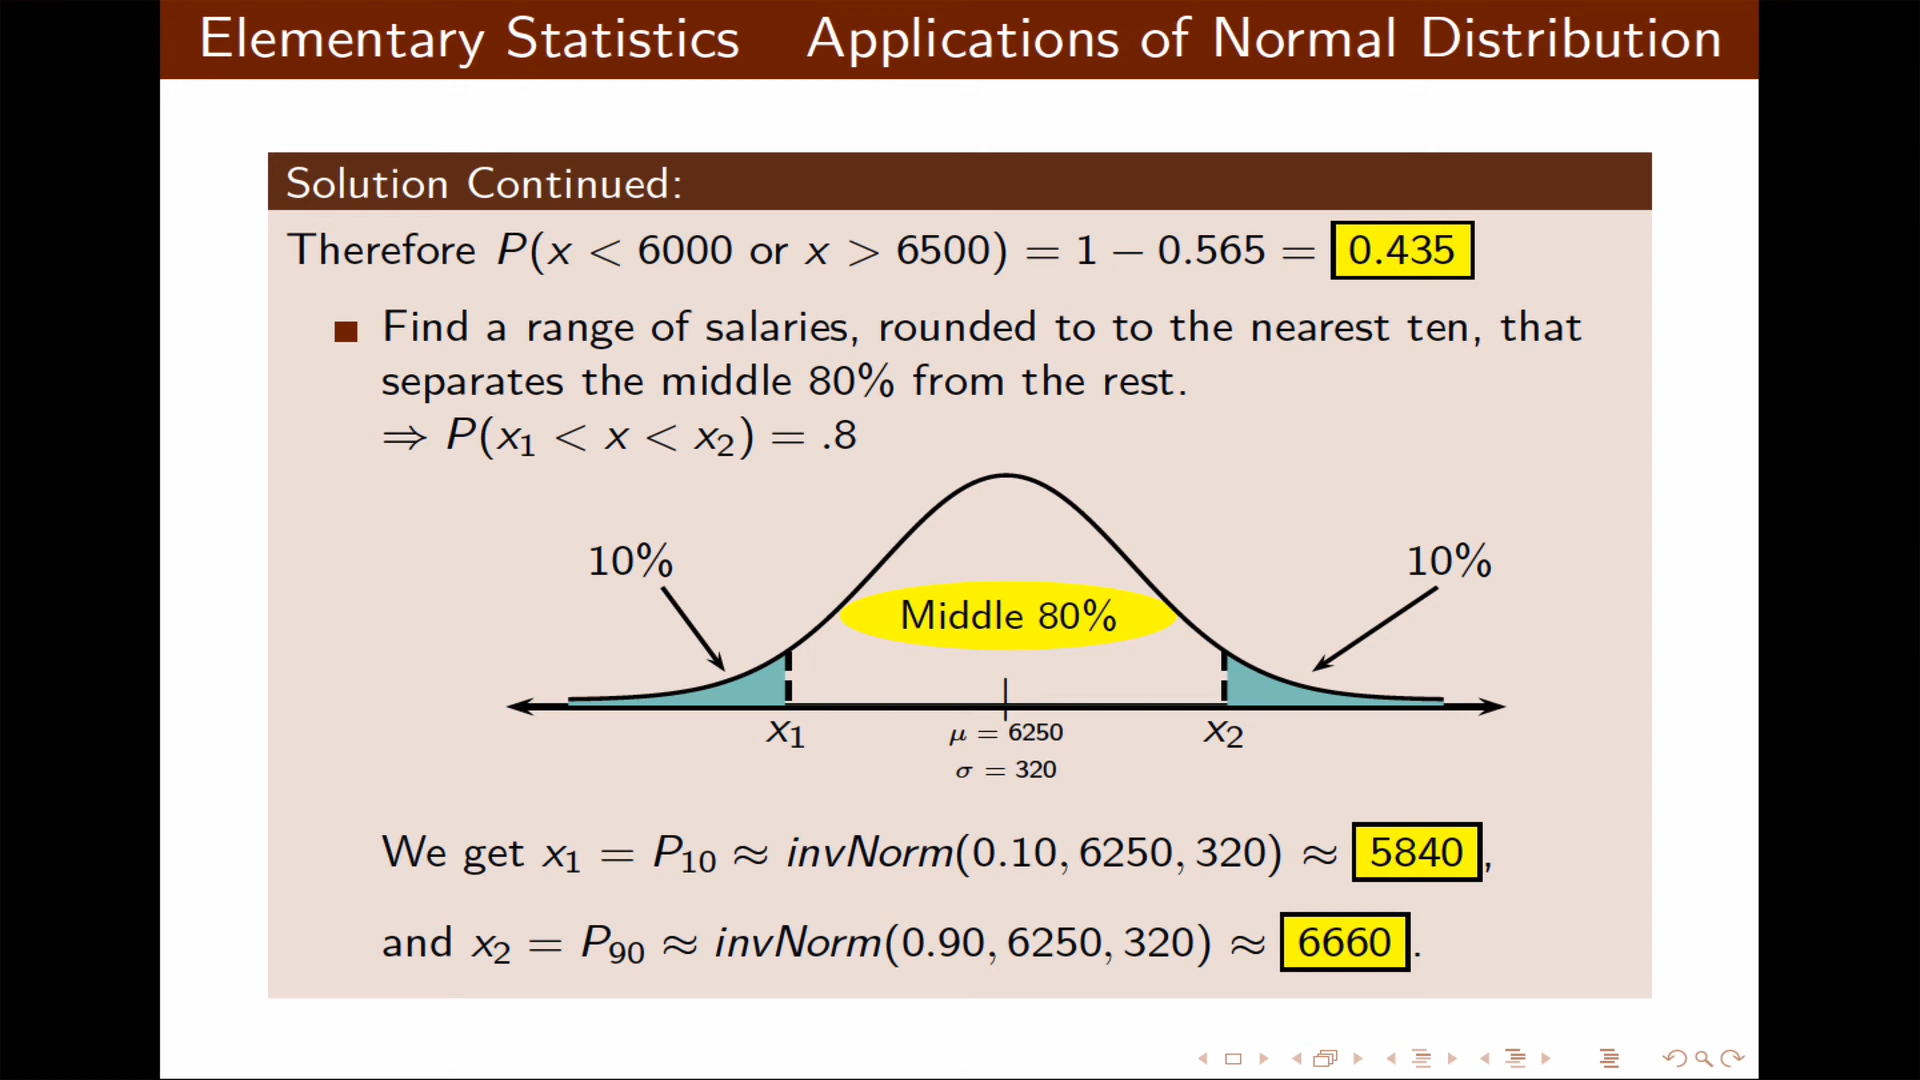 Elementary Statistics Applications of Normal Distribution
Solution Continued:
Therefore P(x < 6000 or x > 6500) = 1 − 0.565 = 0.435
Find a range of salaries, rounded to to the nearest ten, that
separates the middle 80% from the rest.
⇒ P(x₁ < x < x₂) = .8
10%
10%
Middle 80%
x₁
μ = 6250
x₂
σ = 320
We get x₁ = P₁₀ ≈ invNorm(0.10, 6250, 320) ≈ 5840,
and x₂ = P₉₀ ≈ invNorm(0.90, 6250, 320) ≈ 6660.